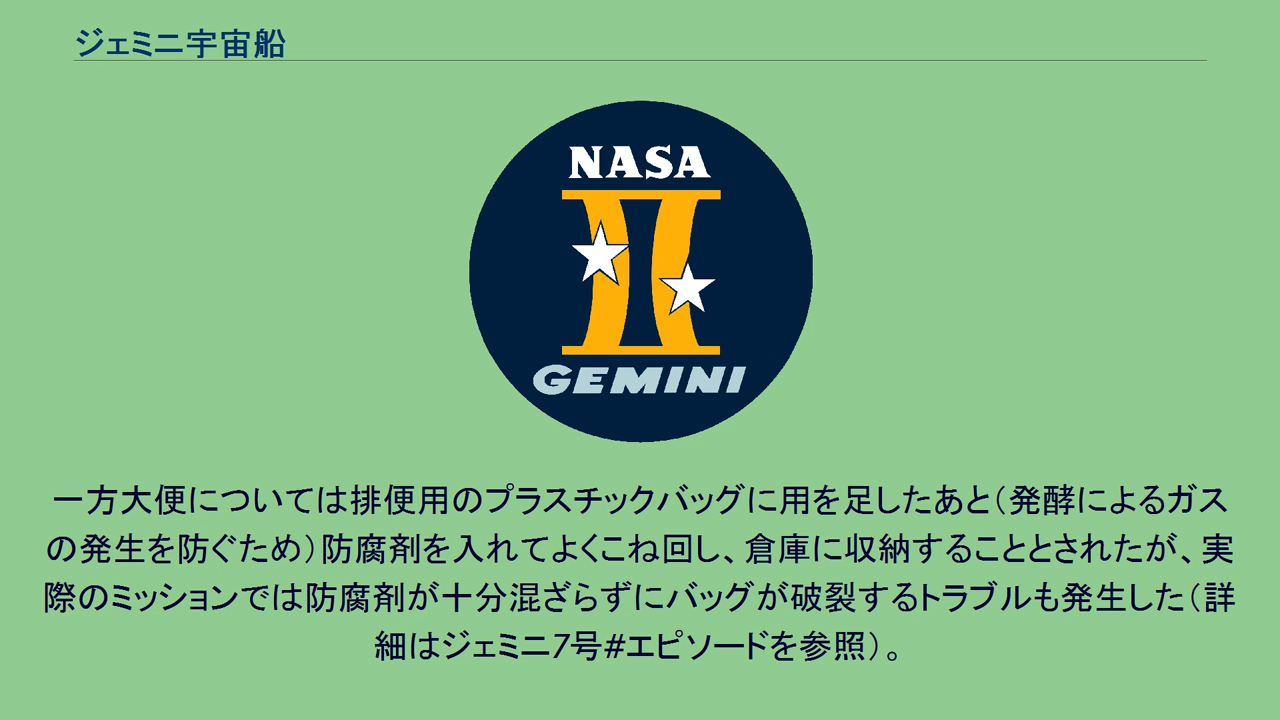 ジェミニ宇宙船
NASA
GEMINI
一方大便については排便用のプラスチックバッグに用を足したあと（発酵によるガス
の発生を防ぐため）防腐剤を入れてよくこね回し、倉庫に収納することとされたが、実
際のミッションでは防腐剤が十分混ざらずにバッグが破裂するトラブルも発生した（詳
細はジェミニ7号#エピソードを参照）。